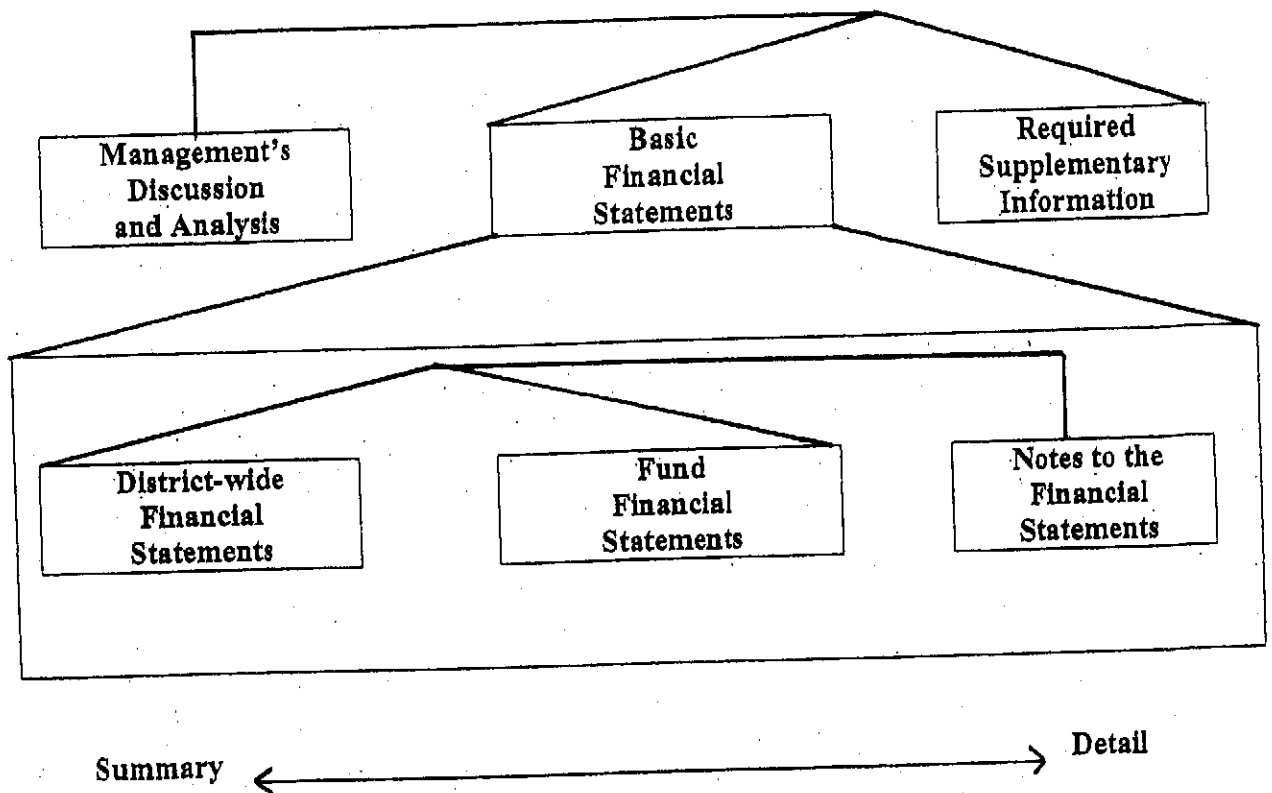 Management's
Discussion
and Analysis
Basic
Financial
Statements
Required
Supplementary
Information
District-wide
Financial
Statements
Fund
Financial
Statements
Notes to the
Financial
Statements
Summary
Detail